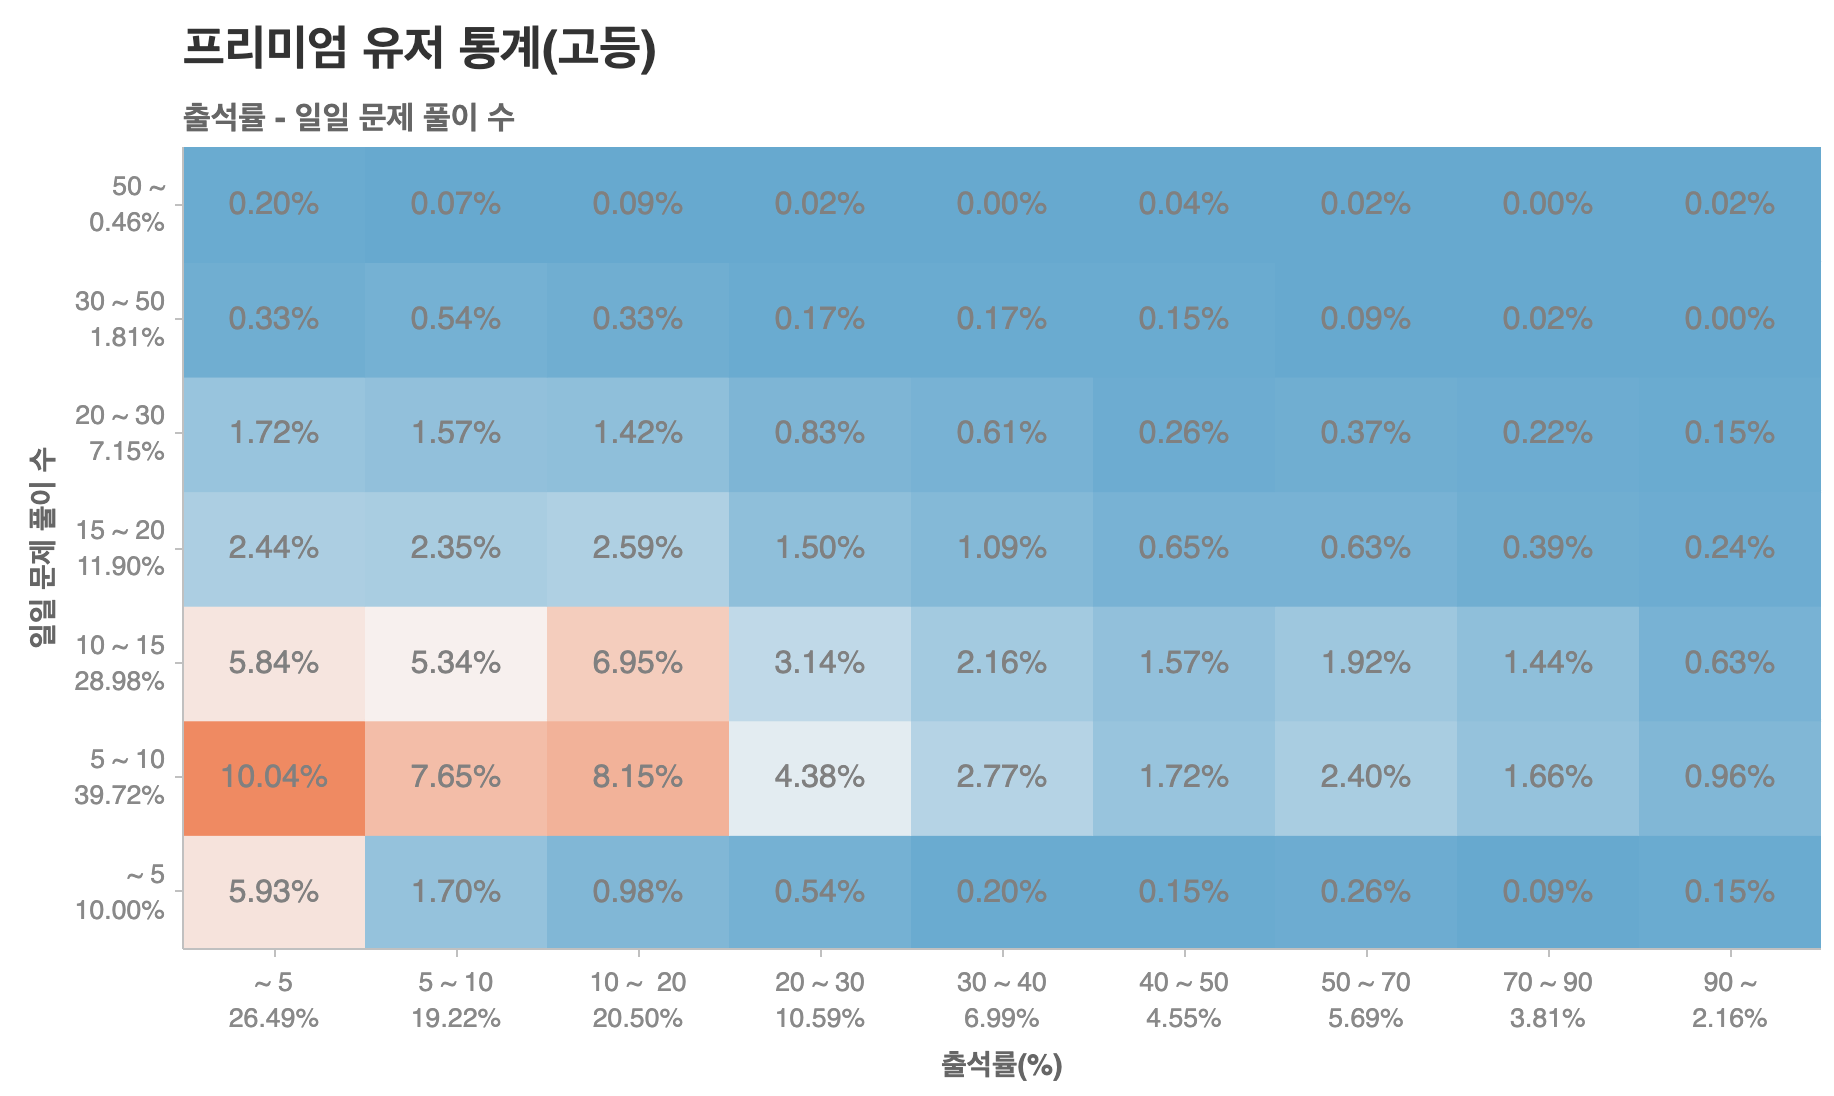 프리미엄 유저 통계(고등)
출석률 - 일일 문제 풀이 수
일일 문제 풀이 수
50 ~
0.46%
0.20% 0.07% 0.09% 0.02% 0.00% 0.04% 0.02% 0.00% 0.02%
30 ~ 50
1.81%
0.33% 0.54% 0.33% 0.17% 0.17% 0.15% 0.09% 0.02% 0.00%
20 ~ 30
7.15%
1.72% 1.57% 1.42% 0.83% 0.61% 0.26% 0.37% 0.22% 0.15%
15 ~ 20
11.90%
2.44% 2.35% 2.59% 1.50% 1.09% 0.65% 0.63% 0.39% 0.24%
10 ~ 15
28.98%
5.84% 5.34% 6.95% 3.14% 2.16% 1.57% 1.92% 1.44% 0.63%
5 ~ 10
39.72%
10.04% 7.65% 8.15% 4.38% 2.77% 1.72% 2.40% 1.66% 0.96%
~ 5
10.00%
5.93% 1.70% 0.98% 0.54% 0.20% 0.15% 0.26% 0.09% 0.15%
~ 5 5 ~ 10 10 ~ 20 20 ~ 30 30 ~ 40 40 ~ 50 50 ~ 70 70 ~ 90 90 ~
26.49% 19.22% 20.50% 10.59% 6.99% 4.55% 5.69% 3.81% 2.16%
출석률(%)